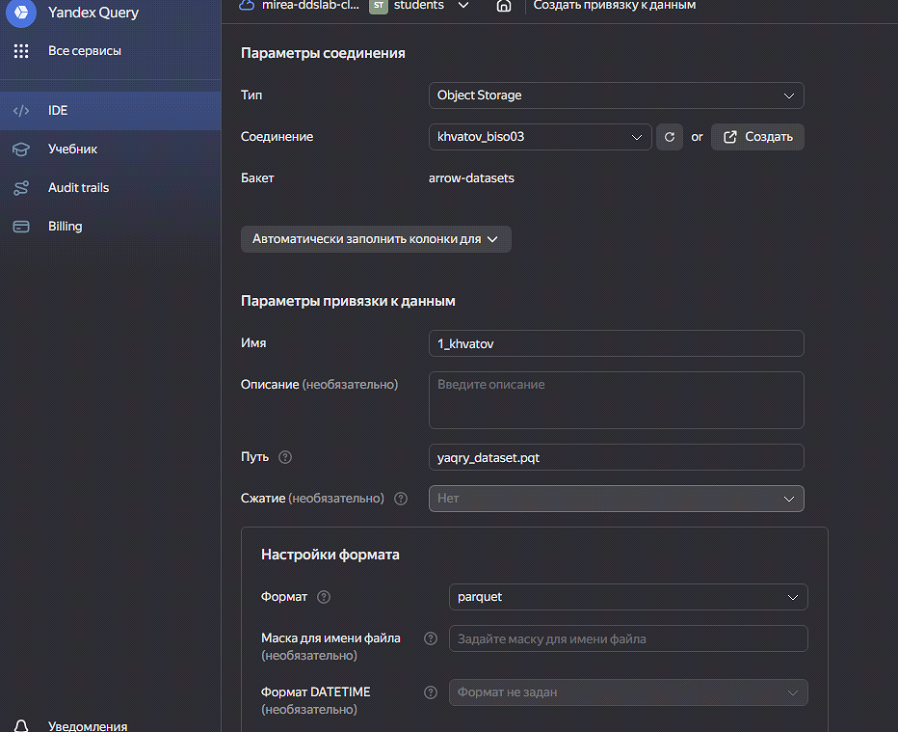 Yandex Query
mirea-ddslab-cl...
ST students
Создать привязку к данным
Все сервисы
IDE
Учебник
Audit trails
Billing
Уведомления
Параметры соединения
Тип
Object Storage
Соединение
khvatov_biso03
or
Создать
Бакет
arrow-datasets
Автоматически заполнить колонки для
Параметры привязки к данным
Имя
1_khvatov
Описание (необязательно)
Введите описание
Путь
yaqry_dataset.pqt
Сжатие (необязательно)
Нет
Настройки формата
Формат
parquet
Маска для имени файла
(необязательно)
Задайте маску для имени файла
Формат DATETIME
(необязательно)
Формат не задан